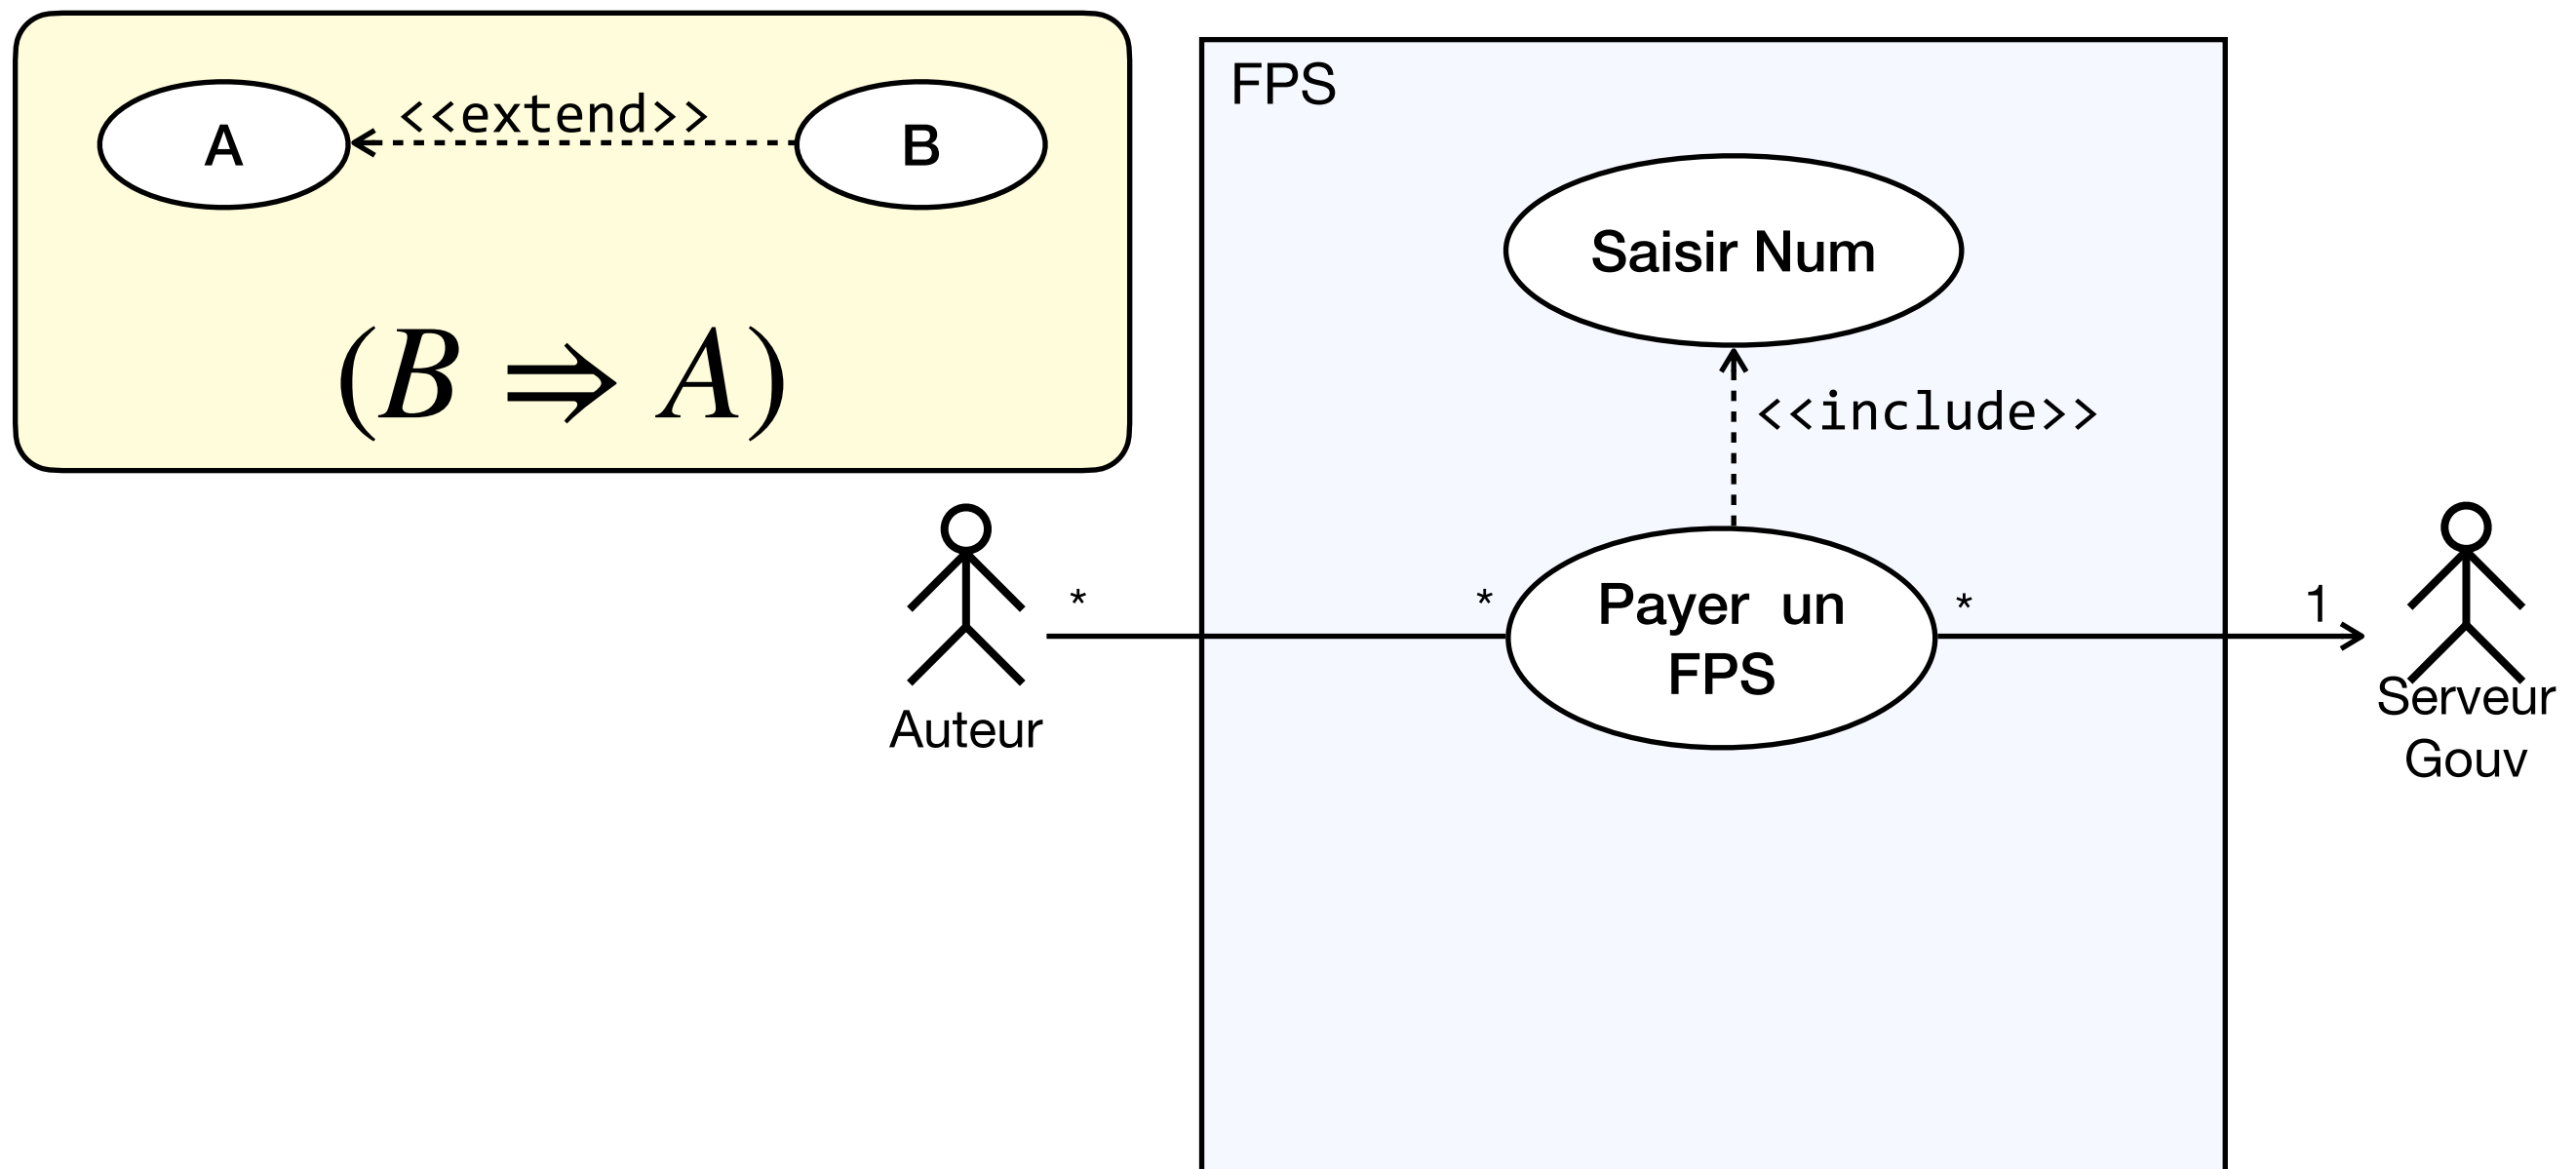 A <<extend>> B
(B ⇒ A)
FPS
Saisir Num
<<include>>
* * Payer un * 1
FPS
Auteur
Serveur
Gouv